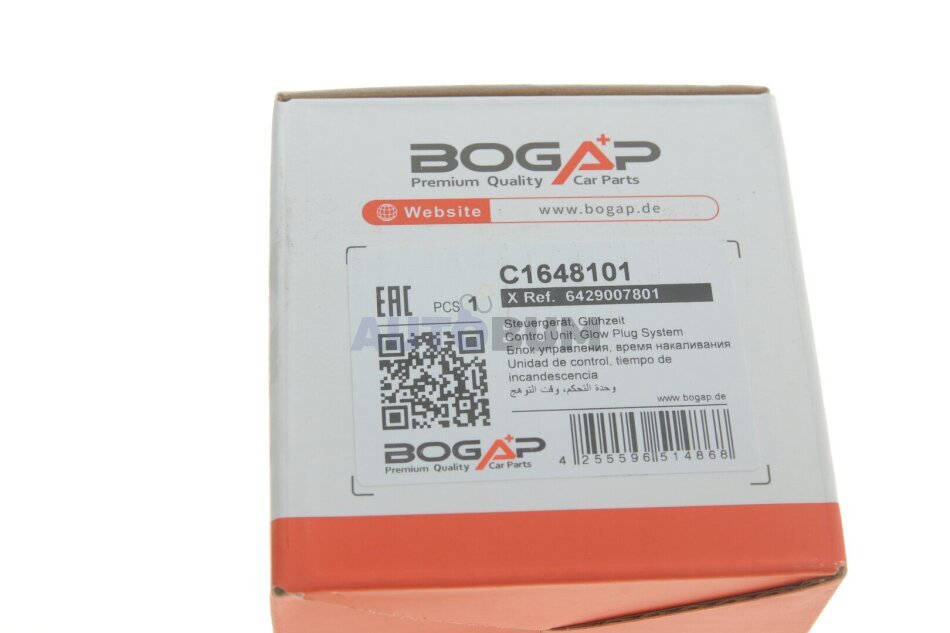 BOGAP
Premium Quality Car Parts
Website www.bogap.de
C1648101
X Ref. 6429007801
EAC PCS 1
AUTOBUM
Steuergerät, Glühzeit
Control Unit, Glow Plug System
Блок управления, время накаливания
Unidad de control, tiempo de
incandescencia
وحدة التحكم، وقت التوهج
www.bogap.de
BOGAP
Premium Quality Car Parts
4 255596 514868